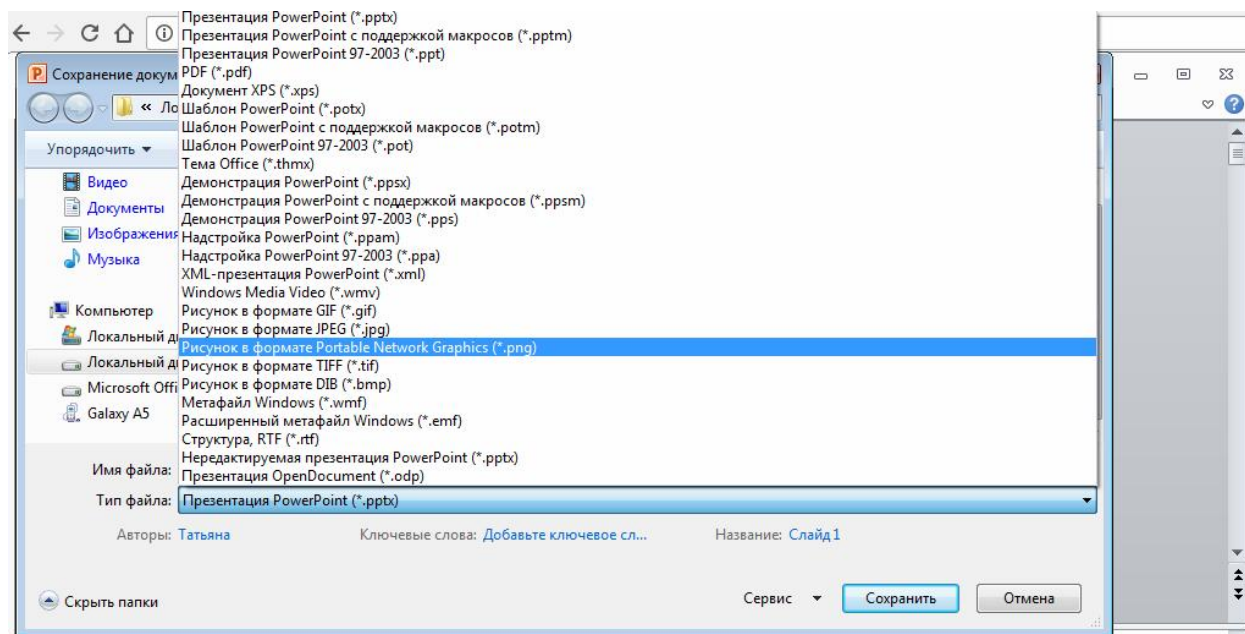 Презентация PowerPoint (*.pptx)
Презентация PowerPoint с поддержкой макросов (*.pptm)
Презентация PowerPoint 97-2003 (*.ppt)
Сохранение докум
PDF (*.pdf)
Документ XPS (*.xps)
« Ло
Шаблон PowerPoint (*.potx)
Шаблон PowerPoint с поддержкой макросов (*.potm)
Упорядочить
Шаблон PowerPoint 97-2003 (*.pot)
Тема Office (*.thmx)
Видео
Демонстрация PowerPoint (*.ppsx)
Документы
Демонстрация PowerPoint с поддержкой макросов (*.ppsm)
Демонстрация PowerPoint 97-2003 (*.pps)
Изображения
Надстройка PowerPoint (*.ppam)
Музыка
Надстройка PowerPoint 97-2003 (*.ppa)
XML-презентация PowerPoint (*.xml)
Windows Media Video (*.wmv)
Компьютер
Рисунок в формате GIF (*.gif)
Локальный д
Рисунок в формате JPEG (*.jpg)
Рисунок в формате Portable Network Graphics (*.png)
Локальный д
Рисунок в формате TIFF (*.tif)
Microsoft Offi
Рисунок в формате DIB (*.bmp)
Метафайл Windows (*.wmf)
Galaxy A5
Расширенный метафайл Windows (*.emf)
Структура, RTF (*.rtf)
Нередактируемая презентация PowerPoint (*.pptx)
Имя файла:
Презентация OpenDocument (*.odp)
Тип файла: Презентация PowerPoint (*.pptx)
Авторы: Татьяна Ключевые слова: Добавьте ключевое сл... Название: Слайд 1
Скрыть папки Сервис Сохранить Отмена